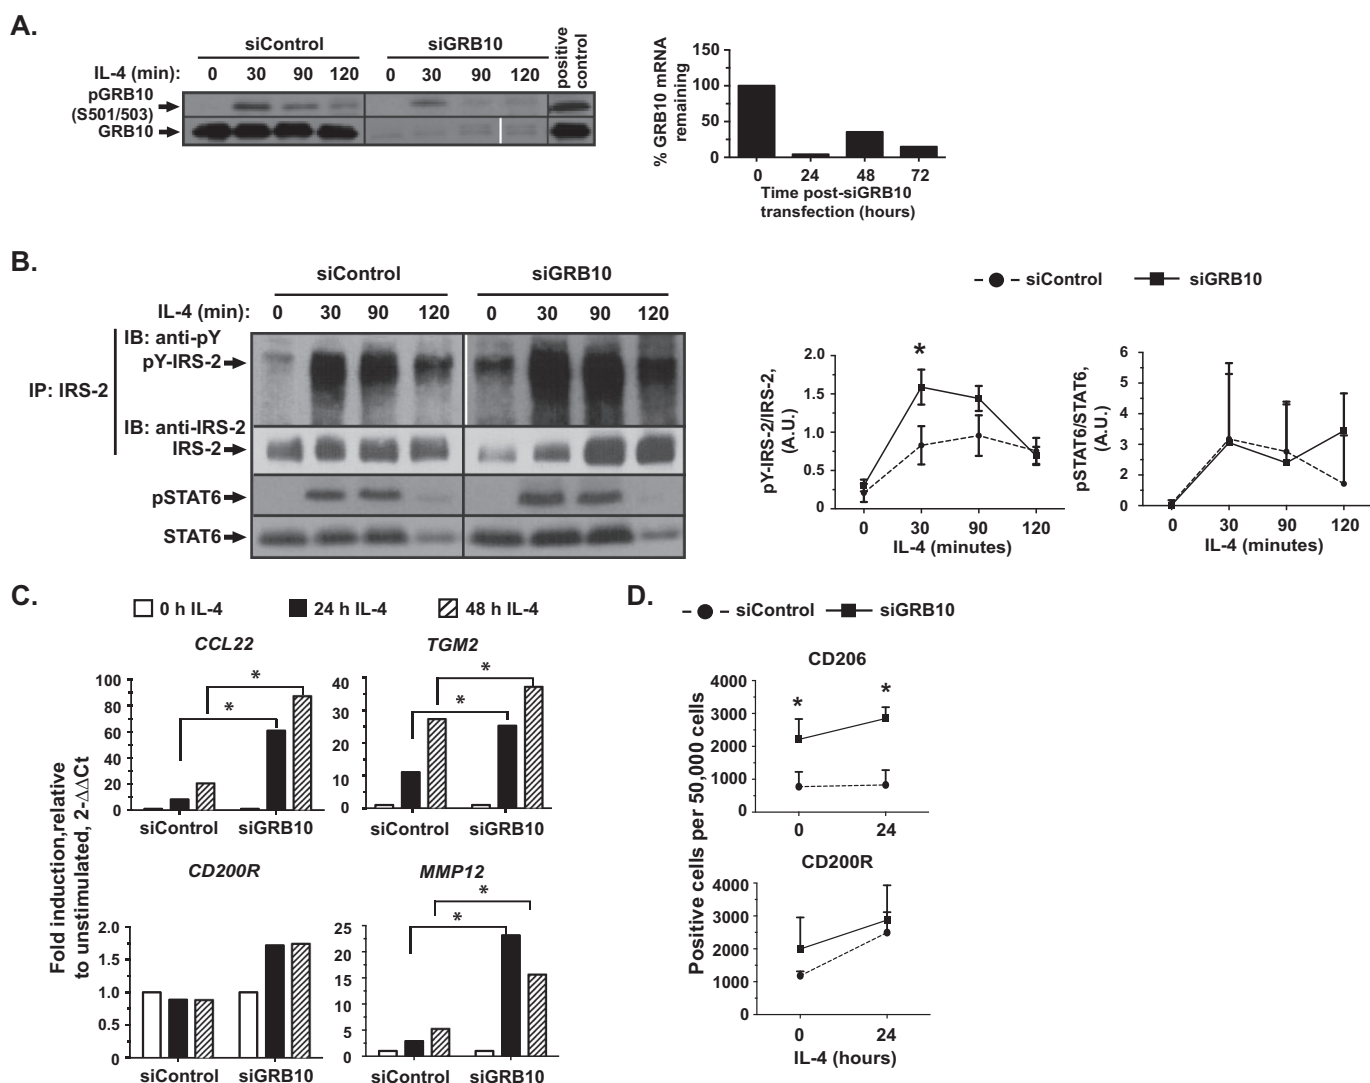 A.
siControl
siGRB10
positive control
IL-4 (min):
0 30 90 120
0 30 90 120
pGRB10
(S501/503)
GRB10
% GRB10 mRNA
remaining
150
100
50
0
0 24 48 72
Time post-siGRB10
transfection (hours)
B.
siControl
siGRB10
IL-4 (min):
0 30 90 120
0 30 90 120
IP: IRS-2
IB: anti-pY
pY-IRS-2
IB: anti-IRS-2
IRS-2
pSTAT6
STAT6
siControl
siGRB10
pY-IRS-2/IRS-2,
(A.U.)
2.0
*
1.5
1.0
0.5
0
0 30 90 120
IL-4 (minutes)
pSTAT6/STAT6,
(A.U.)
6
5
4
3
2
1
0
0 30 90 120
IL-4 (minutes)
C.
0 h IL-4
24 h IL-4
48 h IL-4
Fold induction,relative
to unstimulated, 2-ΔΔCt
CCL22
100
80
60
40
20
0
*
*
siControl siGRB10
TGM2
40
30
20
10
0
*
*
siControl siGRB10
CD200R
2.0
1.5
1.0
0.5
0
siControl siGRB10
MMP12
25
20
15
10
5
0
*
*
siControl siGRB10
D.
siControl
siGRB10
Positive cells per 50,000 cells
CD206
4000
3000
2000
1000
0
* *
0 24
CD200R
4000
3000
2000
1000
0
0 24
IL-4 (hours)